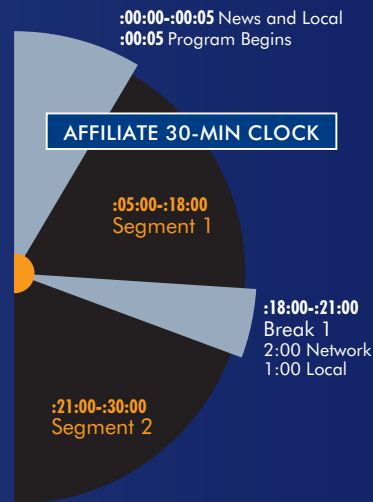 :00:00-:00:05 News and Local
:00:05 Program Begins
AFFILIATE 30-MIN CLOCK
:05:00-:18:00
Segment 1
:18:00-:21:00
Break 1
2:00 Network
1:00 Local
:21:00-:30:00
Segment 2